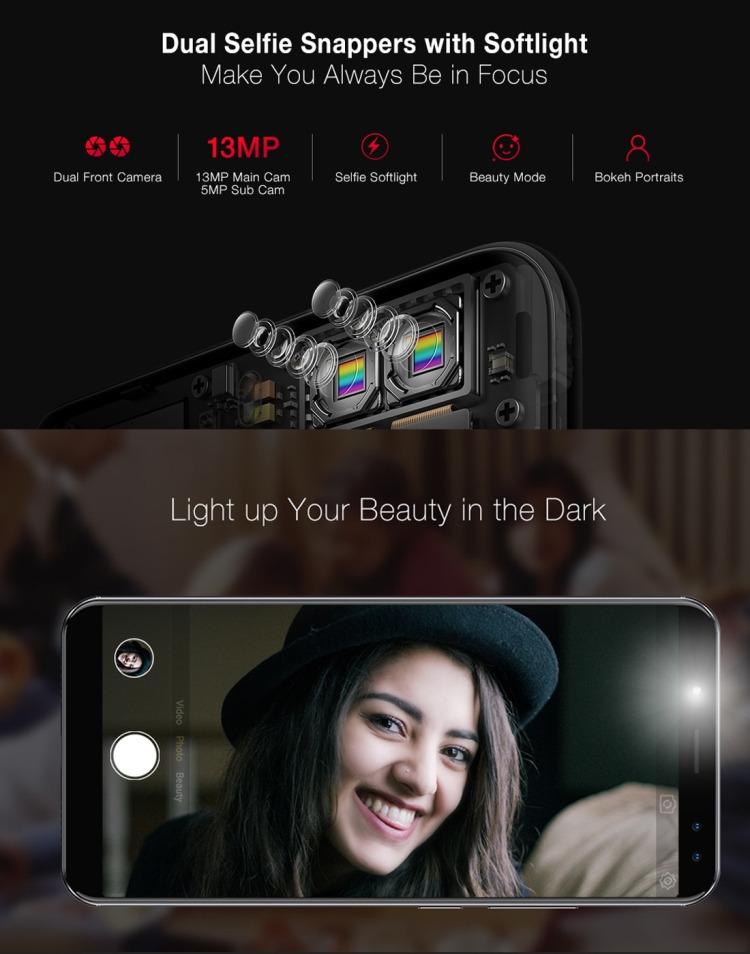 Dual Selfie Snappers with Softlight
Make You Always Be in Focus
13MP
Dual Front Camera
13MP Main Cam
5MP Sub Cam
Selfie Softlight
Beauty Mode
Bokeh Portraits
Light up Your Beauty in the Dark
Video Photo Beauty